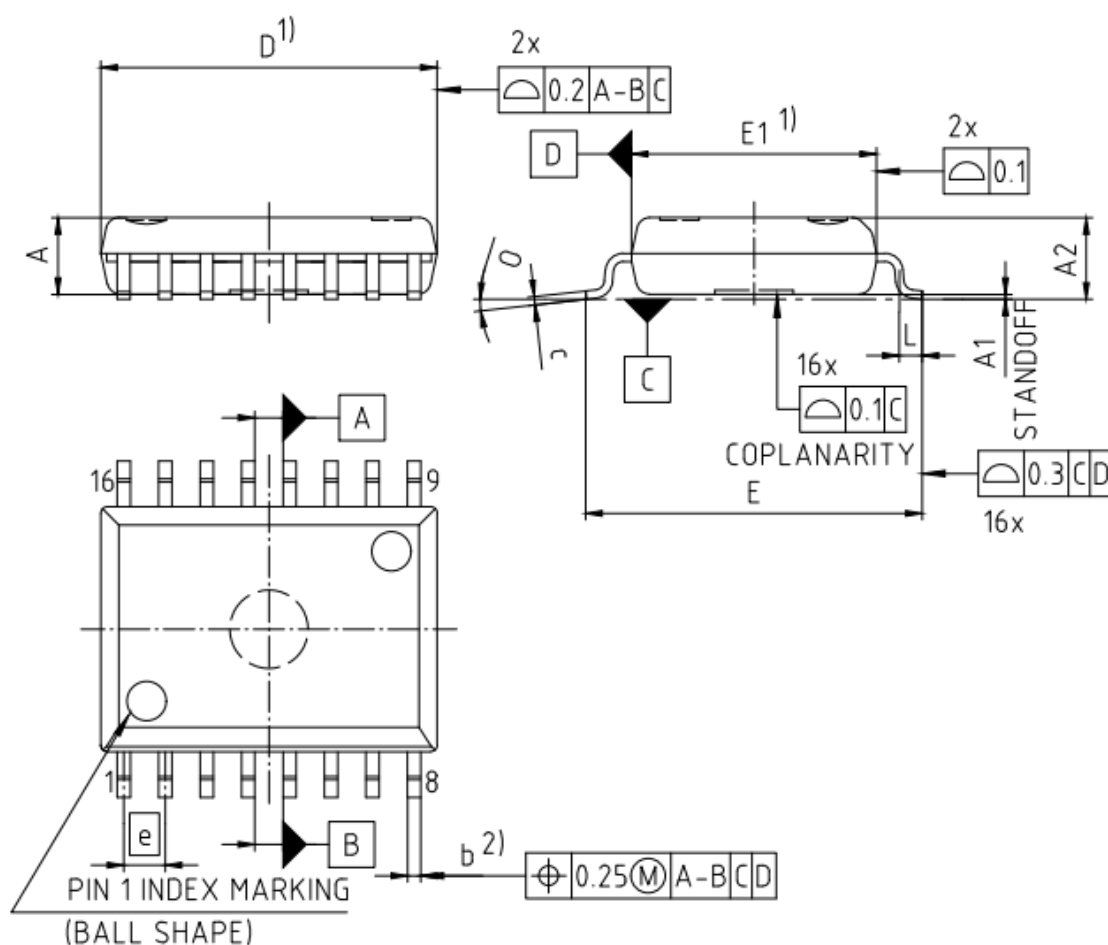 D 1)
2x
0.2 A-B C
D
E1 1)
2x
0.1
A
O
c
C
16x
0.1 C
COPLANARITY
L
A1
STANDOFF
A2
E
0.3 C D
16x
A
16
9
1
8
e
B
b 2)
0.25 M A-B C D
PIN 1 INDEX MARKING
(BALL SHAPE)